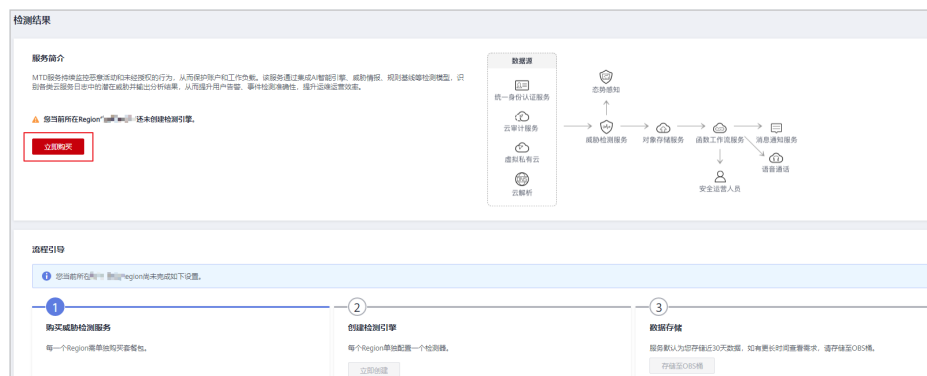 检测结果
服务简介
MTD服务持续监控恶意活动和未经授权的行为，从而保护账户和工作负载。该服务通过集成AI智能引擎、威胁情报、规则基线等检测模型，识
别各类云服务日志中的潜在威胁并输出分析结果，从而提升用户告警、事件检测准确性，提升运维运营效率。
您当前所在Region“ 还未创建检测引擎。
立即购买
数据源
统一身份认证服务
云审计服务
虚拟私有云
云解析
态势感知
威胁检测服务
对象存储服务
函数工作流服务
消息通知服务
语音通话
安全运营人员
流程引导
您当前所在 Region尚未完成如下设置。
1
购买威胁检测服务
每一个Region需单独购买套餐包。
2
创建检测引擎
每个Region单独配置一个检测器。
立即创建
3
数据存储
服务默认为您存储近30天数据，如有更长时间查看需求，请存储至OBS桶。
存储至OBS桶